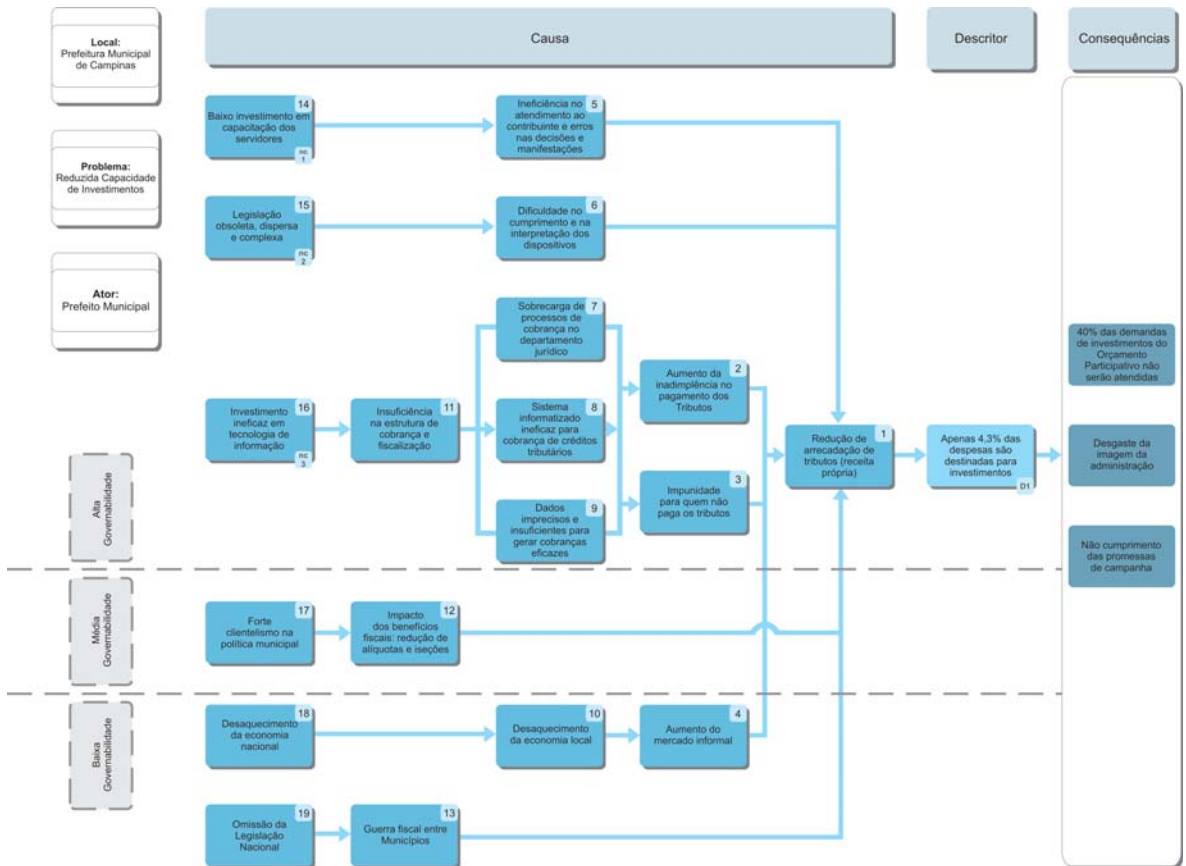 Local:
Prefeitura Municipal
de Campinas
Causa
Descritor
Consequências
Problema:
Reduzida Capacidade
de Investimentos
Ator:
Prefeito Municipal
14
Baixo investimento em
capacitação dos
servidores
nc
1
5
Ineficiência no
atendimento ao
contribuinte e erros
nas decisões e
manifestações
15
Legislação
obsoleta, dispersa
e complexa
nc
2
6
Dificuldade no
cumprimento e na
interpretação dos
dispositivos
7
Sobrecarga de
processos de
cobrança no
departamento
jurídico
16
Investimento
ineficaz em
tecnologia de
informação
nc
3
11
Insuficiência
na estrutura de
cobrança e
fiscalização
8
Sistema
informatizado
ineficaz para
cobrança de créditos
tributários
9
Dados
imprecisos e
insuficientes para
gerar cobranças
eficazes
2
Aumento da
inadimplência no
pagamento dos
Tributos
3
Impunidade
para quem não
paga os tributos
1
Redução de
arrecadação de
tributos (receita
própria)
Apenas 4,3% das
despesas são
destinadas para
investimentos
D1
40% das demandas
de investimentos do
Orçamento
Participativo não
serão atendidas
Desgaste da
imagem da
administração
Não cumprimento
das promessas
de campanha
Alta
Governabilidade
Média
Governabilidade
17
Forte
clientelismo na
política municipal
12
Impacto
dos benefícios
fiscais: redução de
alíquotas e iseções
Baixa
Governabilidade
18
Desaquecimento
da economia
nacional
10
Desaquecimento
da economia local
4
Aumento do
mercado informal
19
Omissão da
Legislação
Nacional
13
Guerra fiscal entre
Municípios